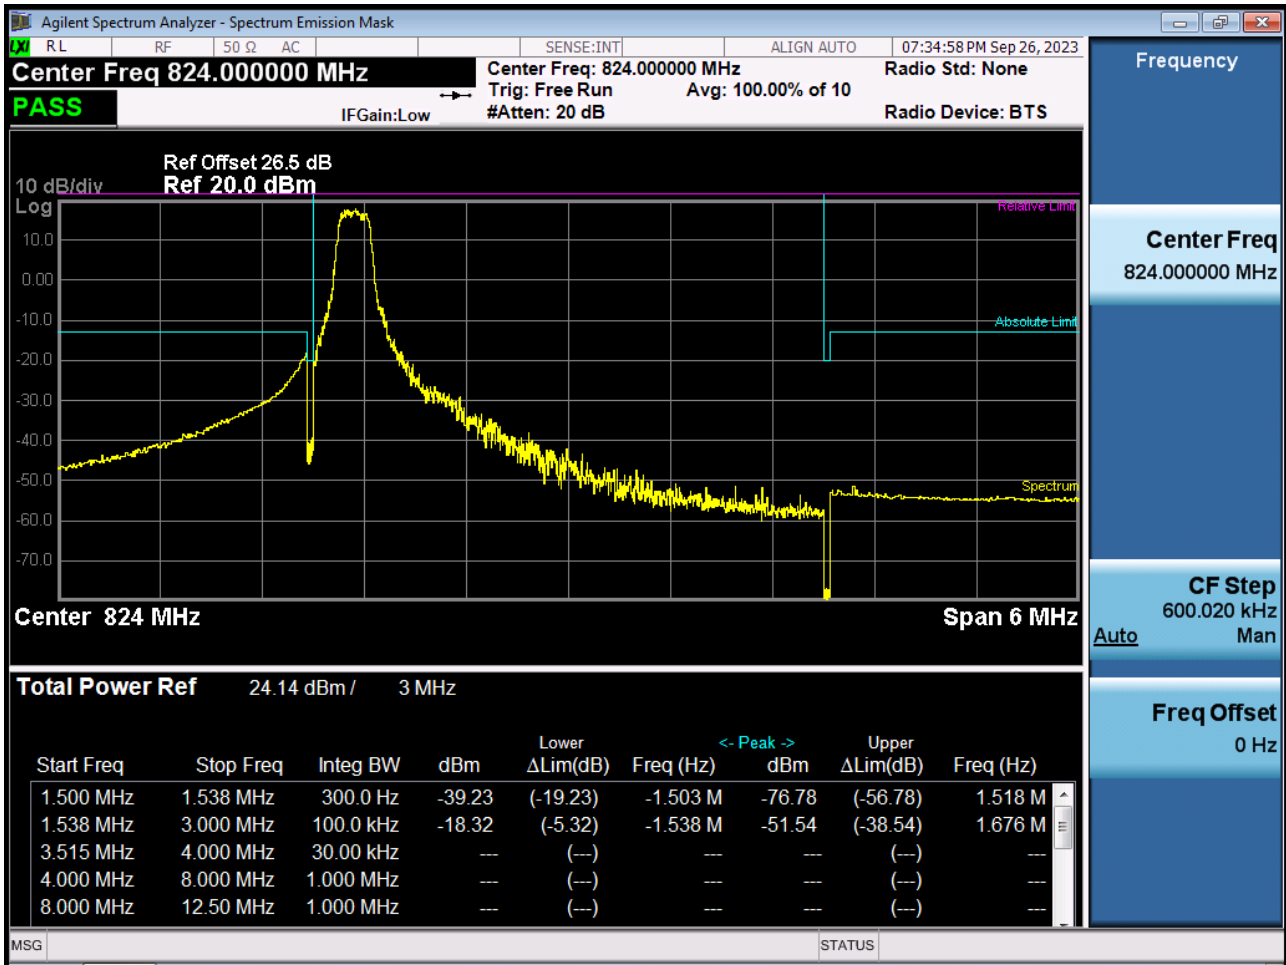 Agilent Spectrum Analyzer - Spectrum Emission Mask
LXI RL RF 50 Ω AC SENSE:INT ALIGN AUTO 07:34:58 PM Sep 26, 2023
Center Freq 824.000000 MHz Center Freq: 824.000000 MHz Radio Std: None
Trig: Free Run Avg: 100.00% of 10
PASS IFGain:Low #Atten: 20 dB Radio Device: BTS
Ref Offset 26.5 dB
10 dB/div Ref 20.0 dBm
Log
Relative Limit
10.0
0.00
-10.0
Absolute Limit
-20.0
-30.0
-40.0
-50.0
Spectrum
-60.0
-70.0
Center 824 MHz Span 6 MHz
Total Power Ref 24.14 dBm / 3 MHz
Lower <- Peak -> Upper
Start Freq Stop Freq Integ BW dBm ΔLim(dB) Freq (Hz) dBm ΔLim(dB) Freq (Hz)
1.500 MHz 1.538 MHz 300.0 Hz -39.23 (-19.23) -1.503 M -76.78 (-56.78) 1.518 M
1.538 MHz 3.000 MHz 100.0 kHz -18.32 (-5.32) -1.538 M -51.54 (-38.54) 1.676 M
3.515 MHz 4.000 MHz 30.00 kHz --- (---) --- --- (---) ---
4.000 MHz 8.000 MHz 1.000 MHz --- (---) --- --- (---) ---
8.000 MHz 12.50 MHz 1.000 MHz --- (---) --- --- (---) ---
MSG STATUS
Frequency
Center Freq
824.000000 MHz
CF Step
600.020 kHz
Auto Man
Freq Offset
0 Hz